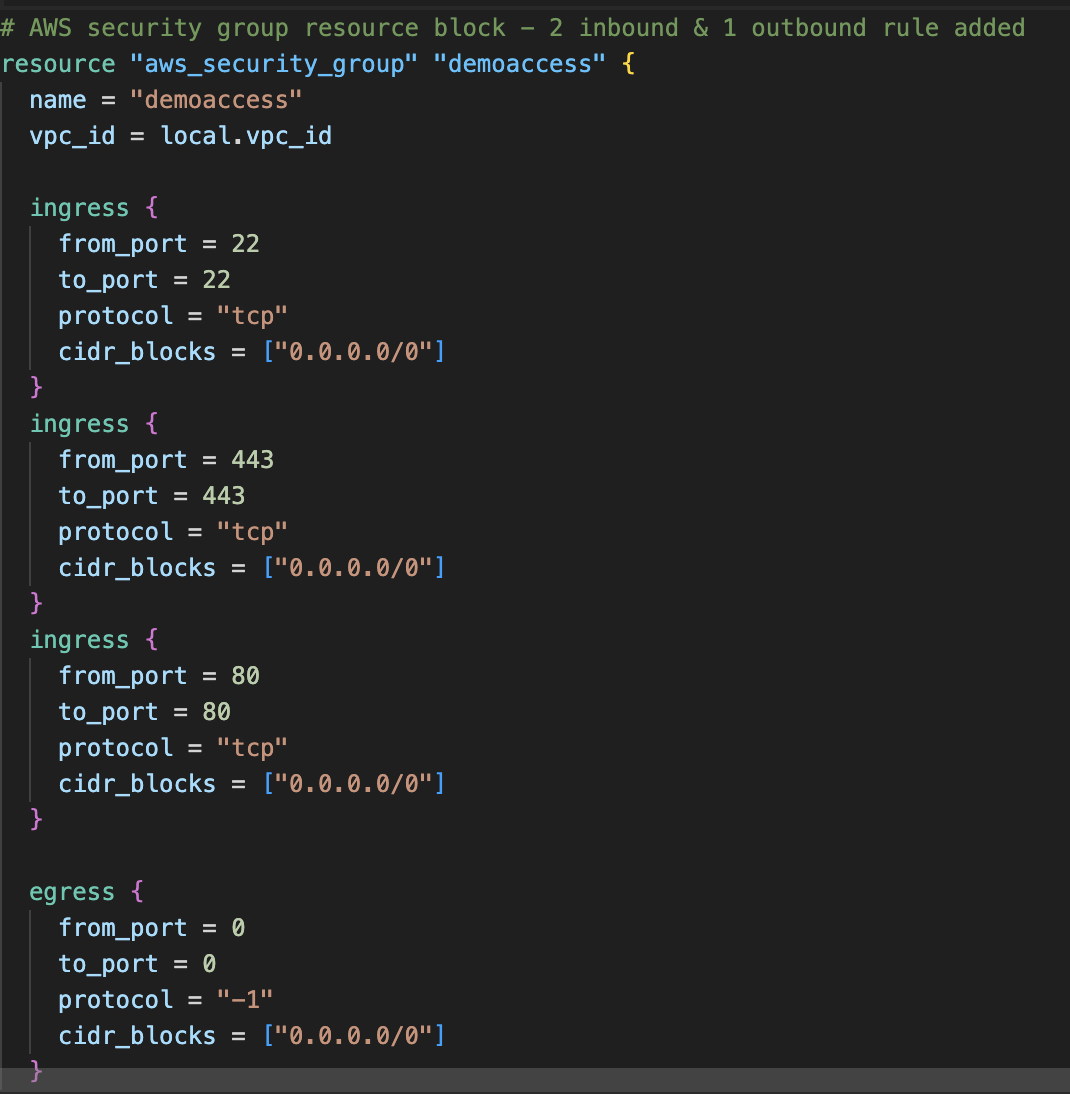 # AWS security group resource block - 2 inbound & 1 outbound rule added
resource "aws_security_group" "demoaccess" {
  name = "demoaccess"
  vpc_id = local.vpc_id

  ingress {
    from_port = 22
    to_port = 22
    protocol = "tcp"
    cidr_blocks = ["0.0.0.0/0"]
  }
  ingress {
    from_port = 443
    to_port = 443
    protocol = "tcp"
    cidr_blocks = ["0.0.0.0/0"]
  }
  ingress {
    from_port = 80
    to_port = 80
    protocol = "tcp"
    cidr_blocks = ["0.0.0.0/0"]
  }

  egress {
    from_port = 0
    to_port = 0
    protocol = "-1"
    cidr_blocks = ["0.0.0.0/0"]
  }